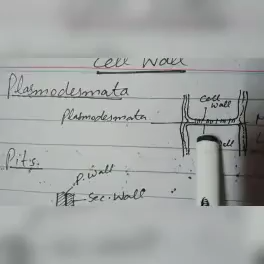 Cell Wall
Plasmodesmata
Cell
wall
Plasmodesmata
Pits.
P. Wall
Sec. Wall